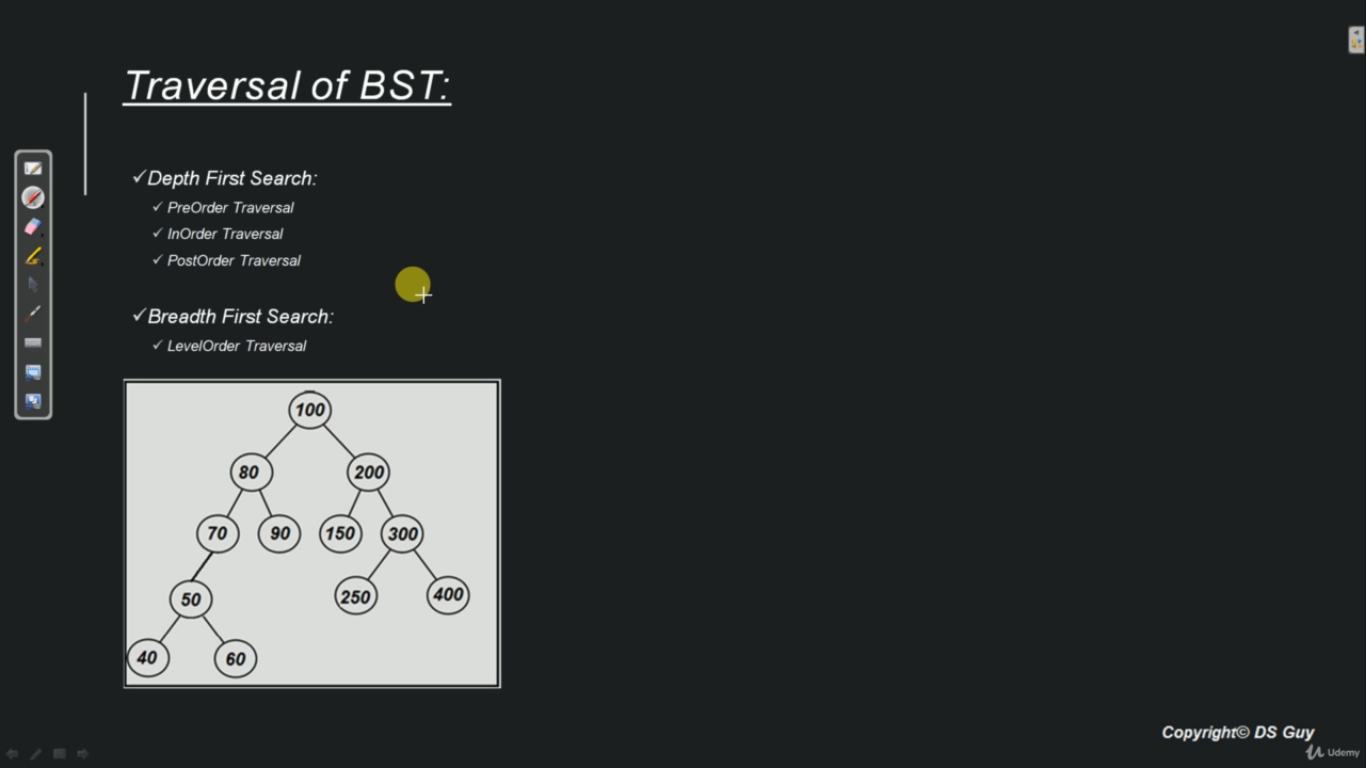 Traversal of BST:
✓Depth First Search:
✓ PreOrder Traversal
✓ InOrder Traversal
✓ PostOrder Traversal
✓Breadth First Search:
✓ LevelOrder Traversal
100
80 200
70 90 150 300
50 250 400
40 60
Copyright© DS Guy
Udemy